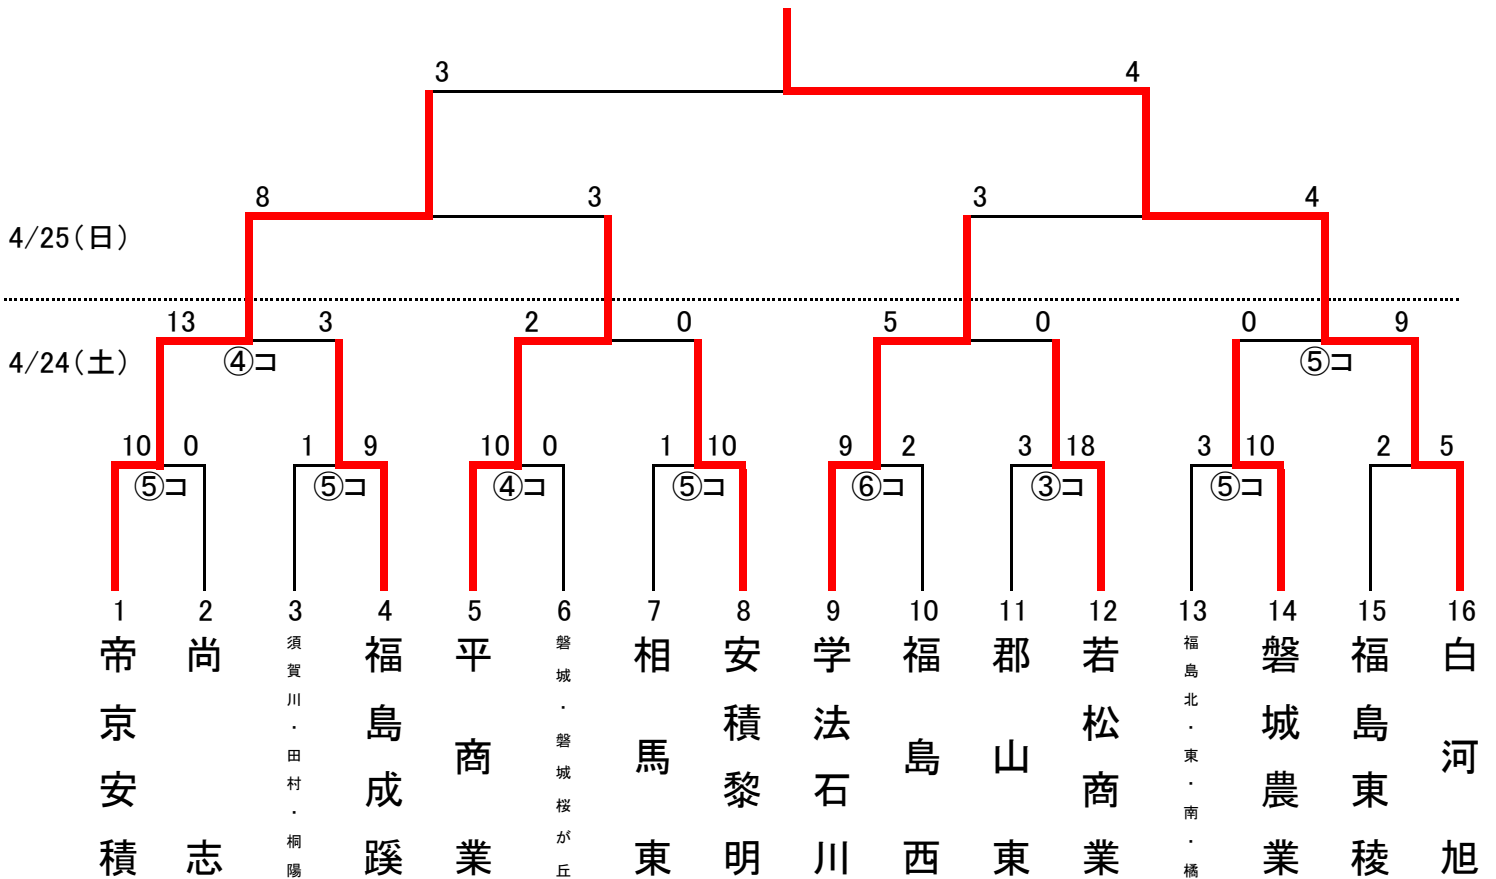 3 4
8 3 3 4
4/25(日)
13 3 2 0 5 0 0 9
4/24(土) ④コ ⑤コ
10 0 1 9 10 0 1 10 9 2 3 18 3 10 2 5
⑤コ ⑤コ ④コ ⑤コ ⑥コ ③コ ⑤コ
1 2 3 4 5 6 7 8 9 10 11 12 13 14 15 16
帝京安積
尚志
須賀川・田村・桐陽
福島成蹊
平商業
磐城・磐城桜が丘
相馬東
安積黎明
学法石川
福島西
郡山東
若松商業
福島北・東・南・橘
磐城農業
福島東稜
白河旭